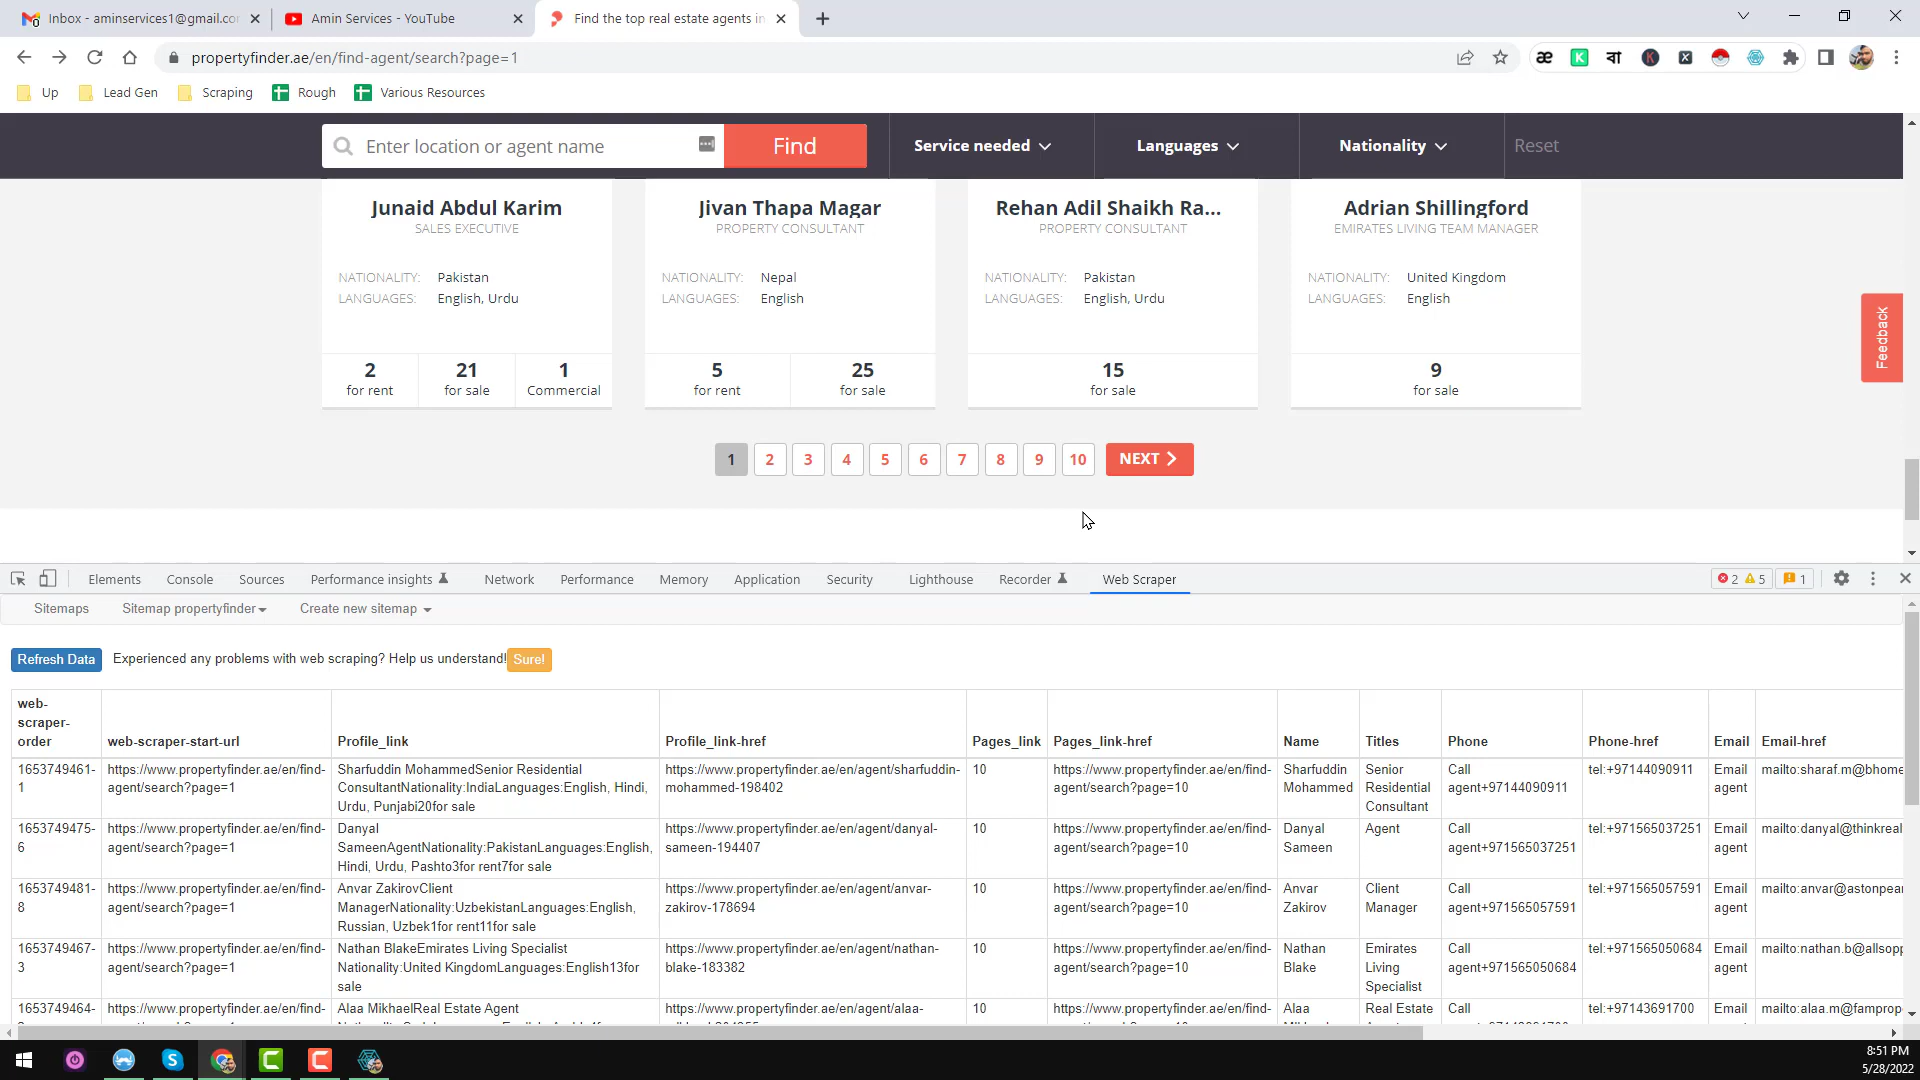 Inbox - aminservices1@gmail.co
Amin Services - YouTube
Find the top real estate agents in
propertyfinder.ae/en/find-agent/search?page=1
Up
Lead Gen
Scraping
Rough
Various Resources
Enter location or agent name
Find
Service needed
Languages
Nationality
Reset
Junaid Abdul Karim
SALES EXECUTIVE
NATIONALITY: Pakistan
LANGUAGES: English, Urdu
2
for rent
21
for sale
1
Commercial
Jivan Thapa Magar
PROPERTY CONSULTANT
NATIONALITY: Nepal
LANGUAGES: English
5
for rent
25
for sale
Rehan Adil Shaikh Ra...
PROPERTY CONSULTANT
NATIONALITY: Pakistan
LANGUAGES: English, Urdu
15
for sale
Adrian Shillingford
EMIRATES LIVING TEAM MANAGER
NATIONALITY: United Kingdom
LANGUAGES: English
9
for sale
Feedback
1 2 3 4 5 6 7 8 9 10 NEXT
Elements Console Sources Performance insights Network Performance Memory Application Security Lighthouse Recorder Web Scraper 2 5 1
Sitemaps Sitemap propertyfinder Create new sitemap
Refresh Data Experienced any problems with web scraping? Help us understand! Sure!
web-
scraper-
order
web-scraper-start-url
Profile_link
Profile_link-href
Pages_link
Pages_link-href
Name
Titles
Phone
Phone-href
Email
Email-href
1653749461-
1
https://www.propertyfinder.ae/en/find-
agent/search?page=1
Sharfuddin MohammedSenior Residential
ConsultantNationality:IndiaLanguages:English, Hindi,
Urdu, Punjabi20for sale
https://www.propertyfinder.ae/en/agent/sharfuddin-
mohammed-198402
10
https://www.propertyfinder.ae/en/find-
agent/search?page=10
Sharfuddin
Mohammed
Senior
Residential
Consultant
Call
agent+97144090911
tel:+97144090911
Email
agent
mailto:sharaf.m@bhome
1653749475-
6
https://www.propertyfinder.ae/en/find-
agent/search?page=1
Danyal
SameenAgentNationality:PakistanLanguages:English,
Hindi, Urdu, Pashto3for rent7for sale
https://www.propertyfinder.ae/en/agent/danyal-
sameen-194407
10
https://www.propertyfinder.ae/en/find-
agent/search?page=10
Danyal
Sameen
Agent
Call
agent+971565037251
tel:+971565037251
Email
agent
mailto:danyal@thinkreal
1653749481-
8
https://www.propertyfinder.ae/en/find-
agent/search?page=1
Anvar ZakirovClient
ManagerNationality:UzbekistanLanguages:English,
Russian, Uzbek1for rent11for sale
https://www.propertyfinder.ae/en/agent/anvar-
zakirov-178694
10
https://www.propertyfinder.ae/en/find-
agent/search?page=10
Anvar
Zakirov
Client
Manager
Call
agent+971565057591
tel:+971565057591
Email
agent
mailto:anvar@astonpear
1653749467-
3
https://www.propertyfinder.ae/en/find-
agent/search?page=1
Nathan BlakeEmirates Living Specialist
Nationality:United KingdomLanguages:English13for
sale
https://www.propertyfinder.ae/en/agent/nathan-
blake-183382
10
https://www.propertyfinder.ae/en/find-
agent/search?page=10
Nathan
Blake
Emirates
Living
Specialist
Call
agent+971565050684
tel:+971565050684
Email
agent
mailto:nathan.b@allsopp
1653749464-
https://www.propertyfinder.ae/en/find-
Alaa MikhaelReal Estate Agent
https://www.propertyfinder.ae/en/agent/alaa-
10
https://www.propertyfinder.ae/en/find-
Alaa
Real Estate
Call
tel:+97143691700
Email
mailto:alaa.m@famprop
8:51 PM
5/28/2022